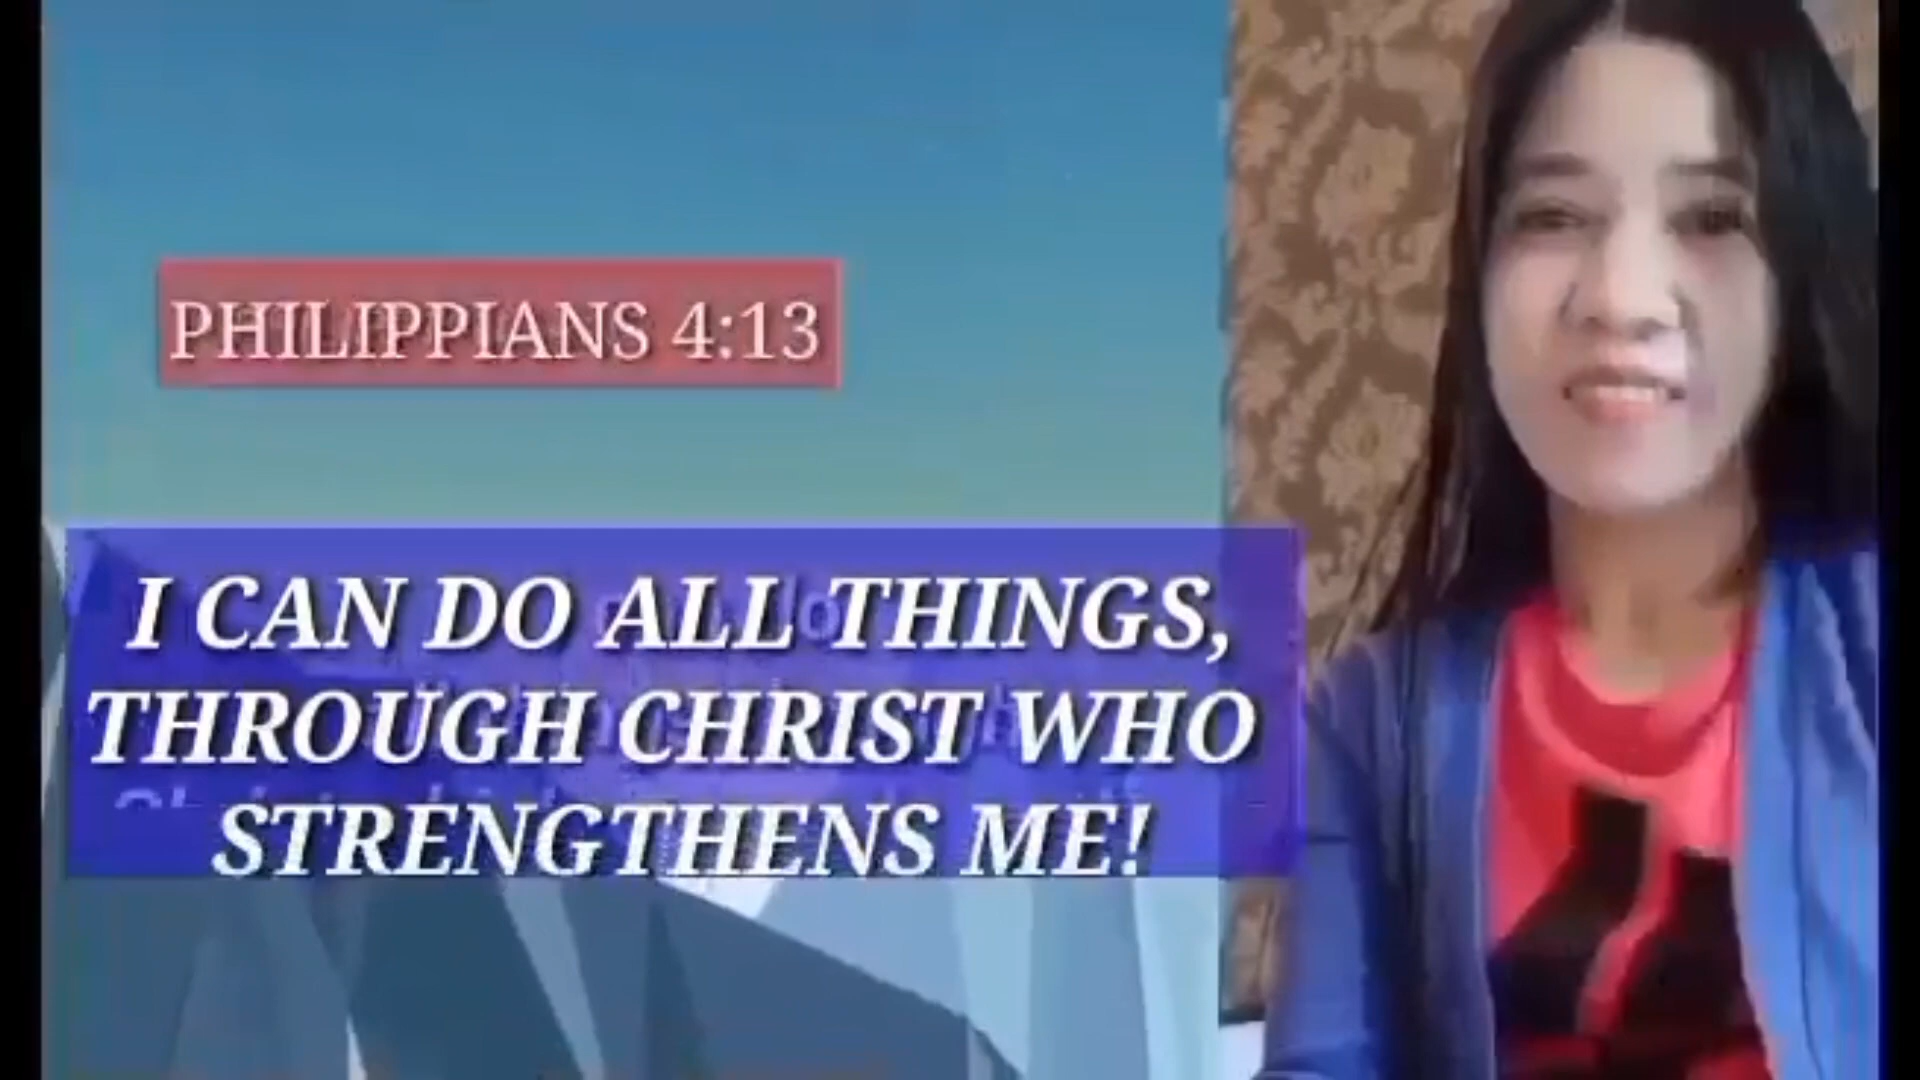 PHILIPPIANS 4:13
I CAN DO ALL THINGS,
THROUGH CHRIST WHO
STRENGTHENS ME!